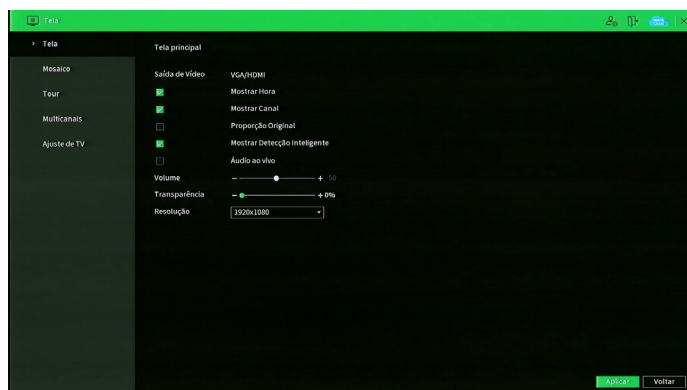 Tela
Tela
Mosaico
Tour
Multicanais
Ajuste de TV
Tela principal
Saída de Vídeo VGA/HDMI
Mostrar Hora
Mostrar Canal
Proporção Original
Mostrar Detecção Inteligente
Áudio ao vivo
Volume - + 50
Transparência - + 0%
Resolução 1920x1080
Aplicar Voltar